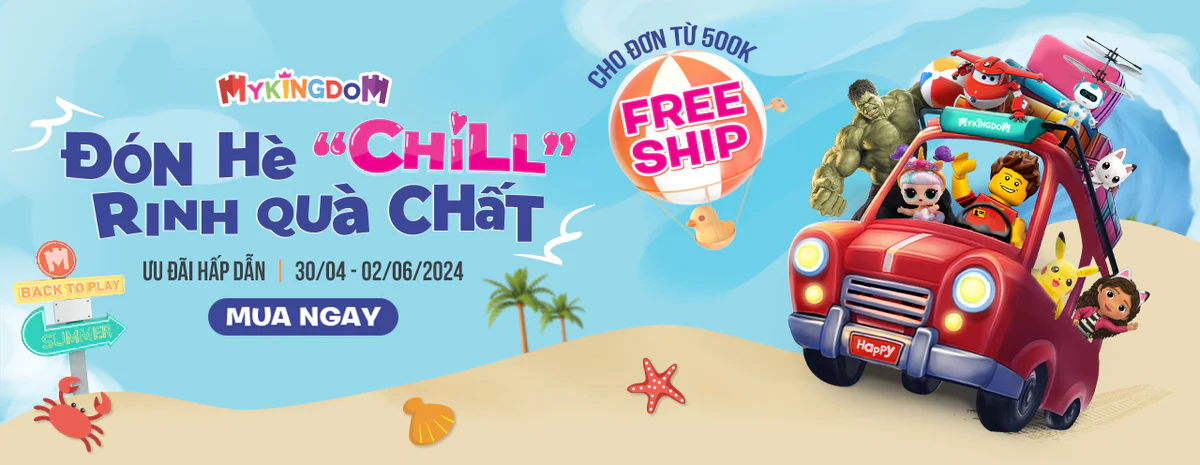 MYKINGDOM
ĐÓN HÈ “CHILL”
RINH QUÀ CHẤT
ƯU ĐÃI HẤP DẪN | 30/04 - 02/06/2024
MUA NGAY
M
BACK TO PLAY
SUMMER
CHO ĐƠN TỪ 500K
FREE
SHIP
MYKINGDOM
HAPPY